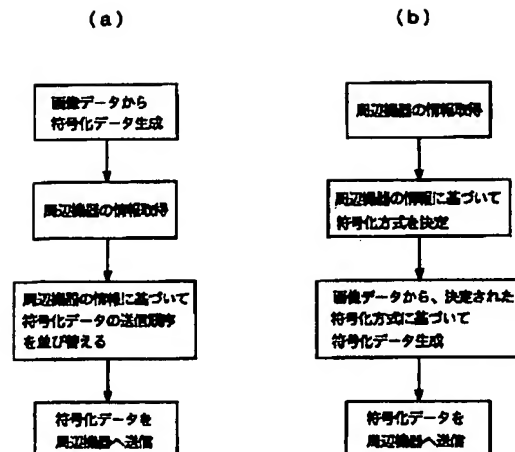 (a)
画像データから
符号化データ生成
周辺機器の情報取得
周辺機器の情報に基づいて
符号化データの送信順序
を並び替える
符号化データを
周辺機器へ送信
(b)
周辺機器の情報取得
周辺機器の情報に基づいて
符号化方式を決定
画像データから、決定された
符号化方式に基づいて
符号化データ生成
符号化データを
周辺機器へ送信